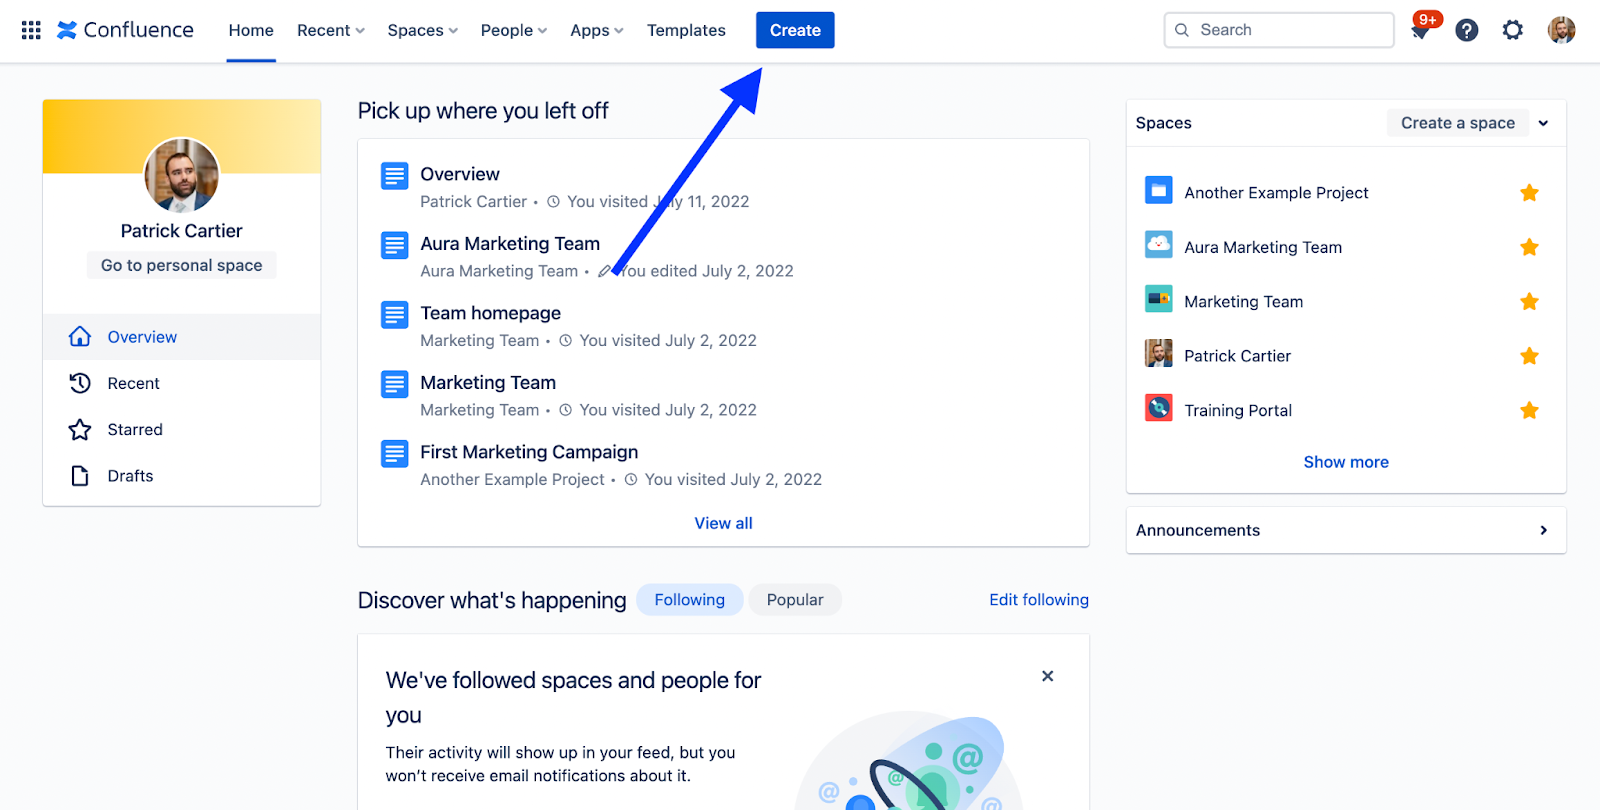 Confluence Home Recent Spaces People Apps Templates Create Search 9+
Patrick Cartier
Go to personal space
Overview
Recent
Starred
Drafts
Pick up where you left off
Overview
Patrick Cartier • You visited July 11, 2022
Aura Marketing Team
Aura Marketing Team • You edited July 2, 2022
Team homepage
Marketing Team • You visited July 2, 2022
Marketing Team
Marketing Team • You visited July 2, 2022
First Marketing Campaign
Another Example Project • You visited July 2, 2022
View all
Discover what's happening Following Popular Edit following
We've followed spaces and people for
you
Their activity will show up in your feed, but you
won’t receive email notifications about it.
@ @ @ @
Spaces Create a space
Another Example Project
Aura Marketing Team
Marketing Team
Patrick Cartier
Training Portal
Show more
Announcements